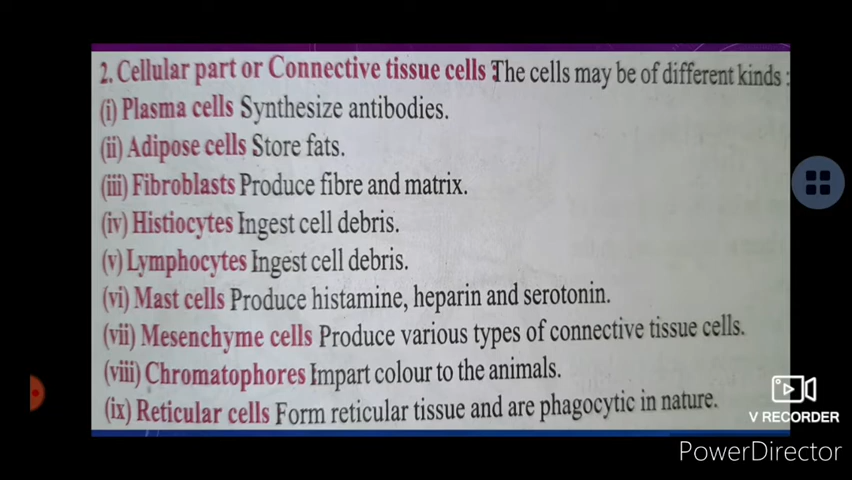 2. Cellular part or Connective tissue cells : The cells may be of different kinds :
(i) Plasma cells Synthesize antibodies.
(ii) Adipose cells Store fats.
(iii) Fibroblasts Produce fibre and matrix.
(iv) Histiocytes Ingest cell debris.
(v) Lymphocytes Ingest cell debris.
(vi) Mast cells Produce histamine, heparin and serotonin.
(vii) Mesenchyme cells Produce various types of connective tissue cells.
(viii) Chromatophores Impart colour to the animals.
(ix) Reticular cells Form reticular tissue and are phagocytic in nature.
V RECORDER
PowerDirector